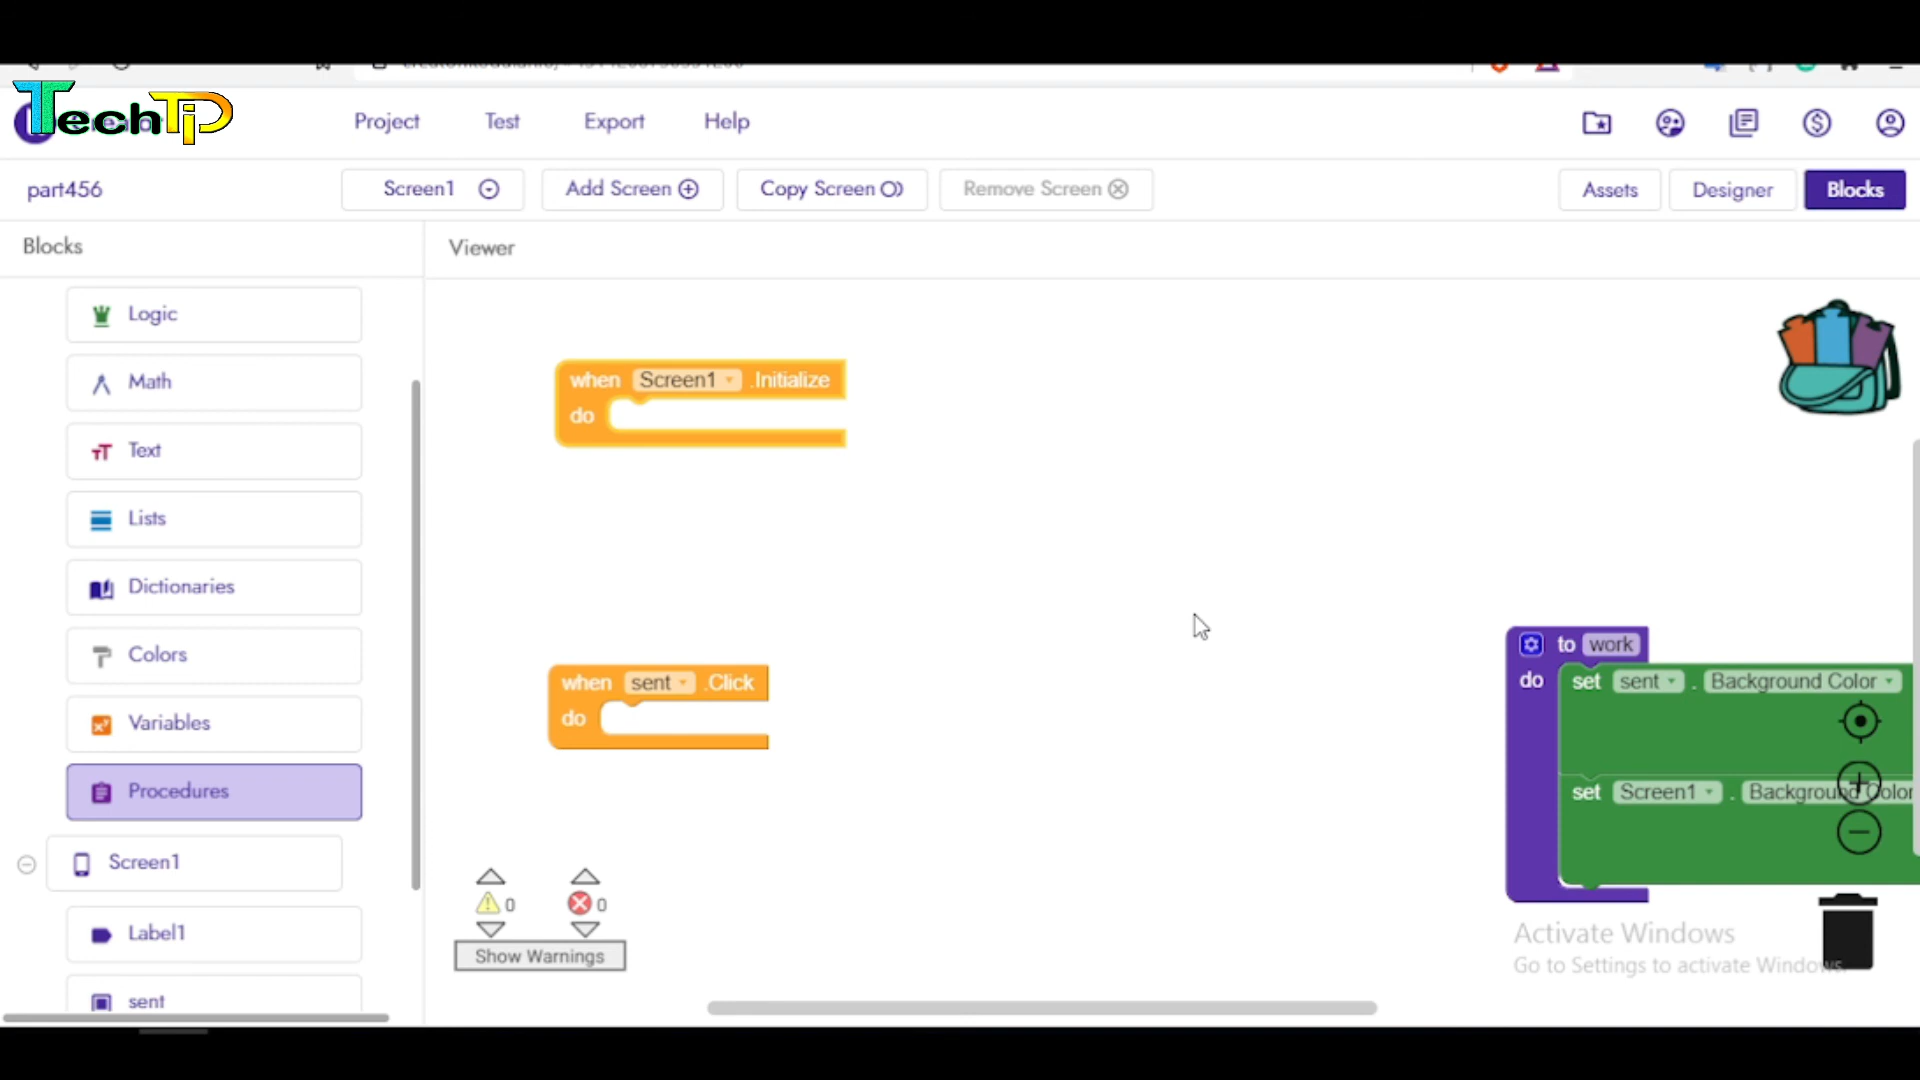 TechTip
Project
Test
Export
Help
part456
Screen1
Add Screen
Copy Screen
Remove Screen
Assets
Designer
Blocks
Blocks
Viewer
Logic
Math
Text
Lists
Dictionaries
Colors
Variables
Procedures
Screen1
Label1
sent
when Screen1 .Initialize
do
when sent .Click
do
to work
do set sent . Background Color
set Screen1 . Background Color
0 0
Show Warnings
Activate Windows
Go to Settings to activate Windows.